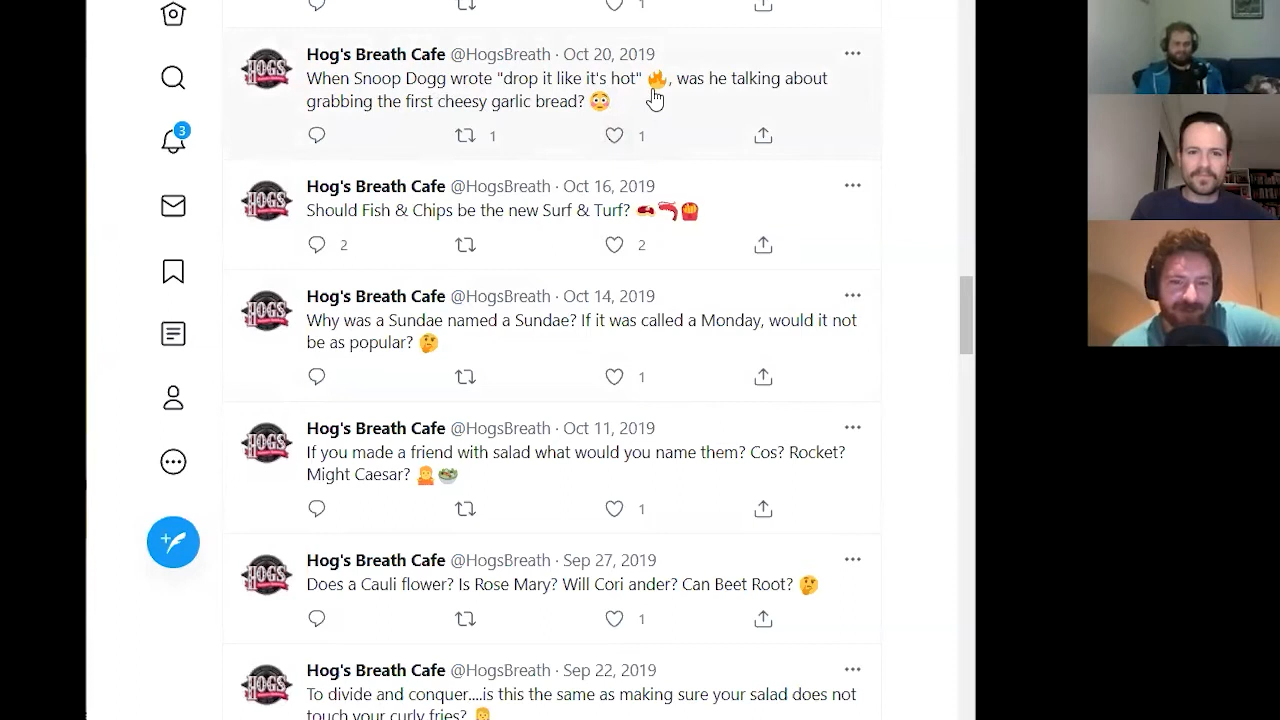 Hog's Breath Cafe @HogsBreath · Oct 20, 2019
When Snoop Dogg wrote "drop it like it's hot" 🔥, was he talking about
grabbing the first cheesy garlic bread? 😳
1 1
Hog's Breath Cafe @HogsBreath · Oct 16, 2019
Should Fish & Chips be the new Surf & Turf? 🥩🦐🍟
2 2
Hog's Breath Cafe @HogsBreath · Oct 14, 2019
Why was a Sundae named a Sundae? If it was called a Monday, would it not
be as popular? 🤔
1
Hog's Breath Cafe @HogsBreath · Oct 11, 2019
If you made a friend with salad what would you name them? Cos? Rocket?
Might Caesar? 🤷🥗
1
Hog's Breath Cafe @HogsBreath · Sep 27, 2019
Does a Cauli flower? Is Rose Mary? Will Cori ander? Can Beet Root? 🤔
1
Hog's Breath Cafe @HogsBreath · Sep 22, 2019
To divide and conquer....is this the same as making sure your salad does not
touch your curly fries?
3
HOGS
HOGS
HOGS
HOGS
HOGS
HOGS